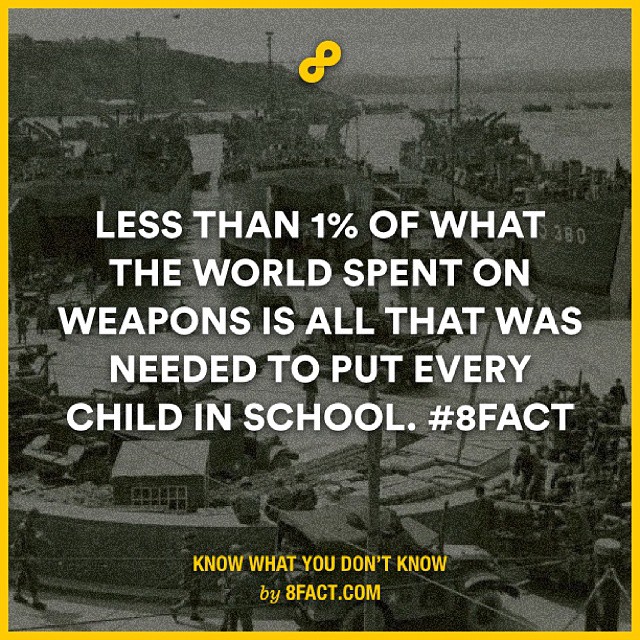 LESS THAN 1% OF WHAT
THE WORLD SPENT ON
WEAPONS IS ALL THAT WAS
NEEDED TO PUT EVERY
CHILD IN SCHOOL. #8FACT
380
KNOW WHAT YOU DON'T KNOW
by 8FACT.COM